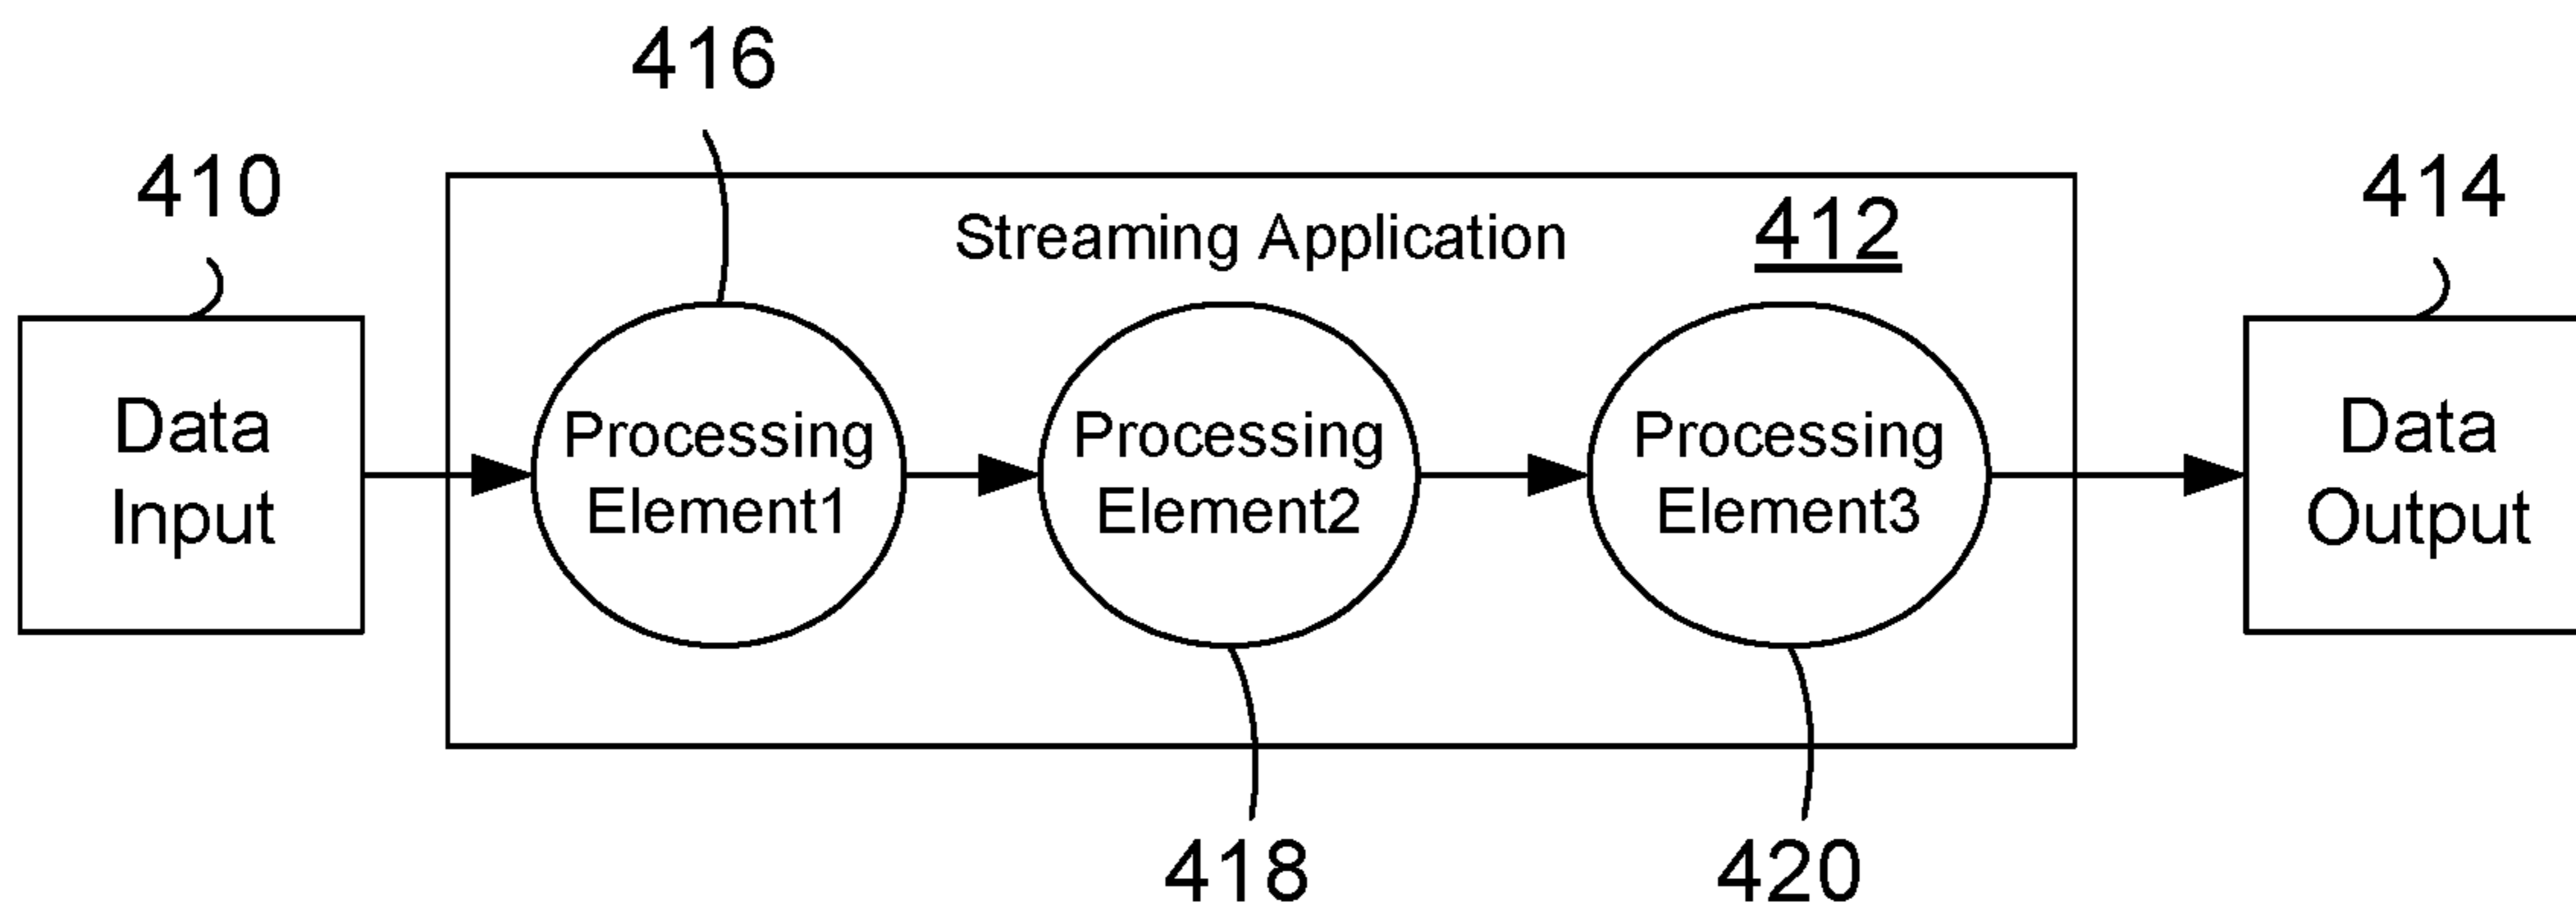 416
410
Streaming Application
412
414
Data
Input
Processing
Element1
Processing
Element2
Processing
Element3
Data
Output
418
420